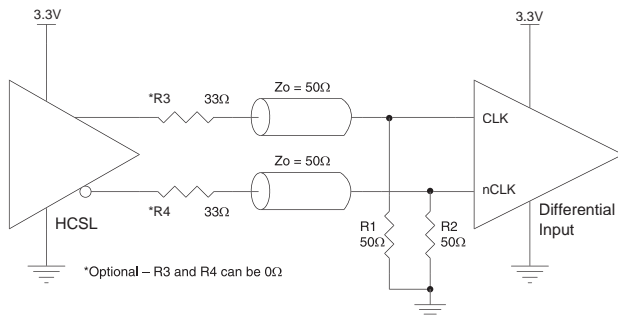 3.3V
3.3V
*R3
33Ω
Zo = 50Ω
CLK
Zo = 50Ω
nCLK
*R4
33Ω
HCSL
R1
50Ω
R2
50Ω
Differential
Input
*Optional – R3 and R4 can be 0Ω